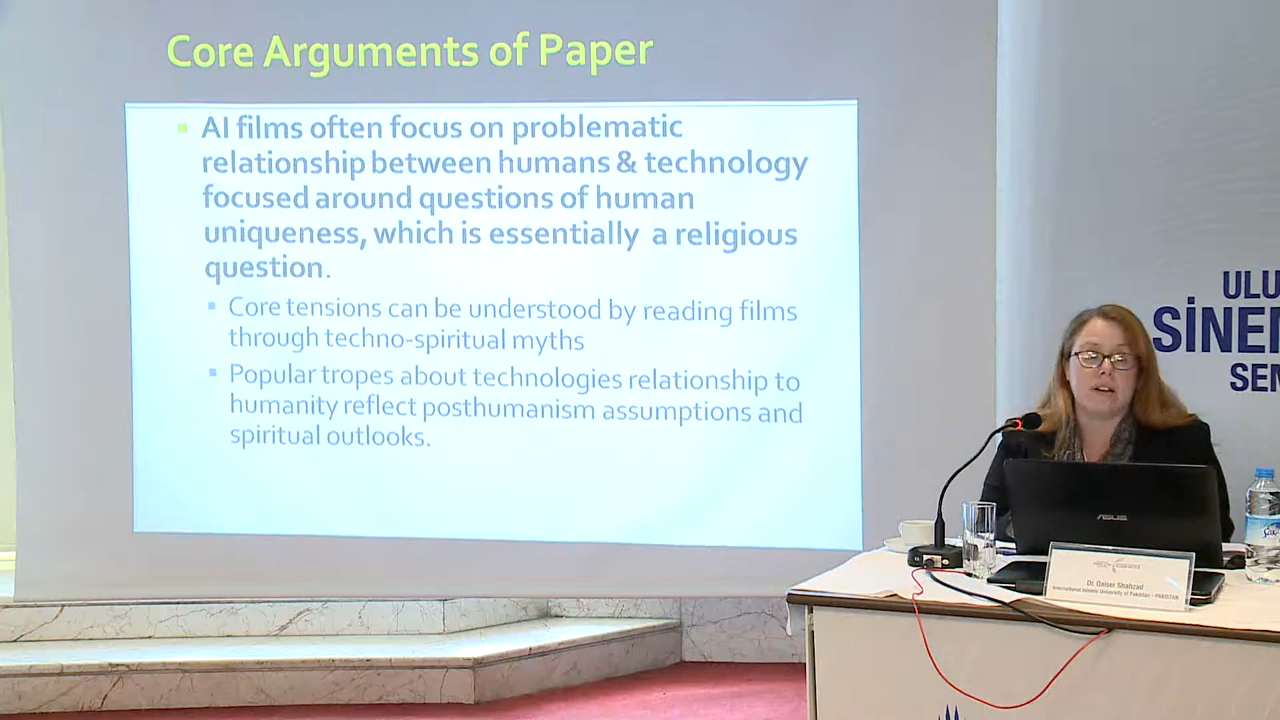 Core Arguments of Paper
AI films often focus on problematic
relationship between humans & technology
focused around questions of human
uniqueness, which is essentially a religious
question.
Core tensions can be understood by reading films
through techno-spiritual myths
Popular tropes about technologies relationship to
humanity reflect posthumanism assumptions and
spiritual outlooks.
ULU
SİNE
SEM
ASUS
Dr. Qaiser Shahzad
International Islamic University of Pakistan - PAKISTAN